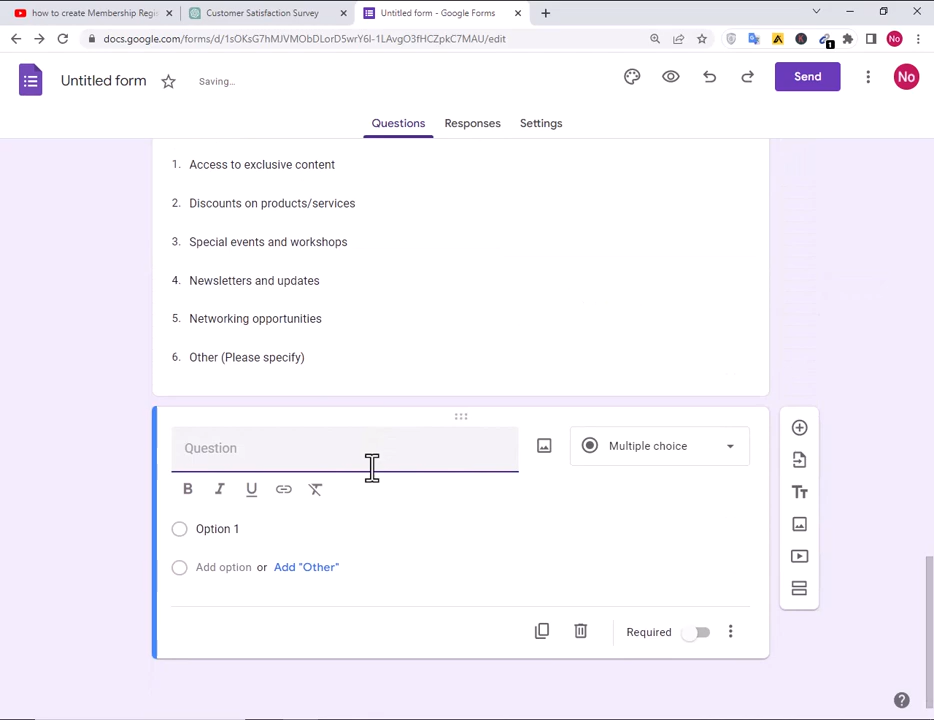 how to create Membership Regi
Customer Satisfaction Survey
Untitled form - Google Forms
docs.google.com/forms/d/1sOKsG7hMJVMObDLorD5wrY6l-1LAvgO3fHCZpkC7MAU/edit
1
No
Untitled form
Saving...
Send
No
Questions
Responses
Settings
1. Access to exclusive content
2. Discounts on products/services
3. Special events and workshops
4. Newsletters and updates
5. Networking opportunities
6. Other (Please specify)
Question
Multiple choice
B I U
Option 1
Add option or Add "Other"
Required